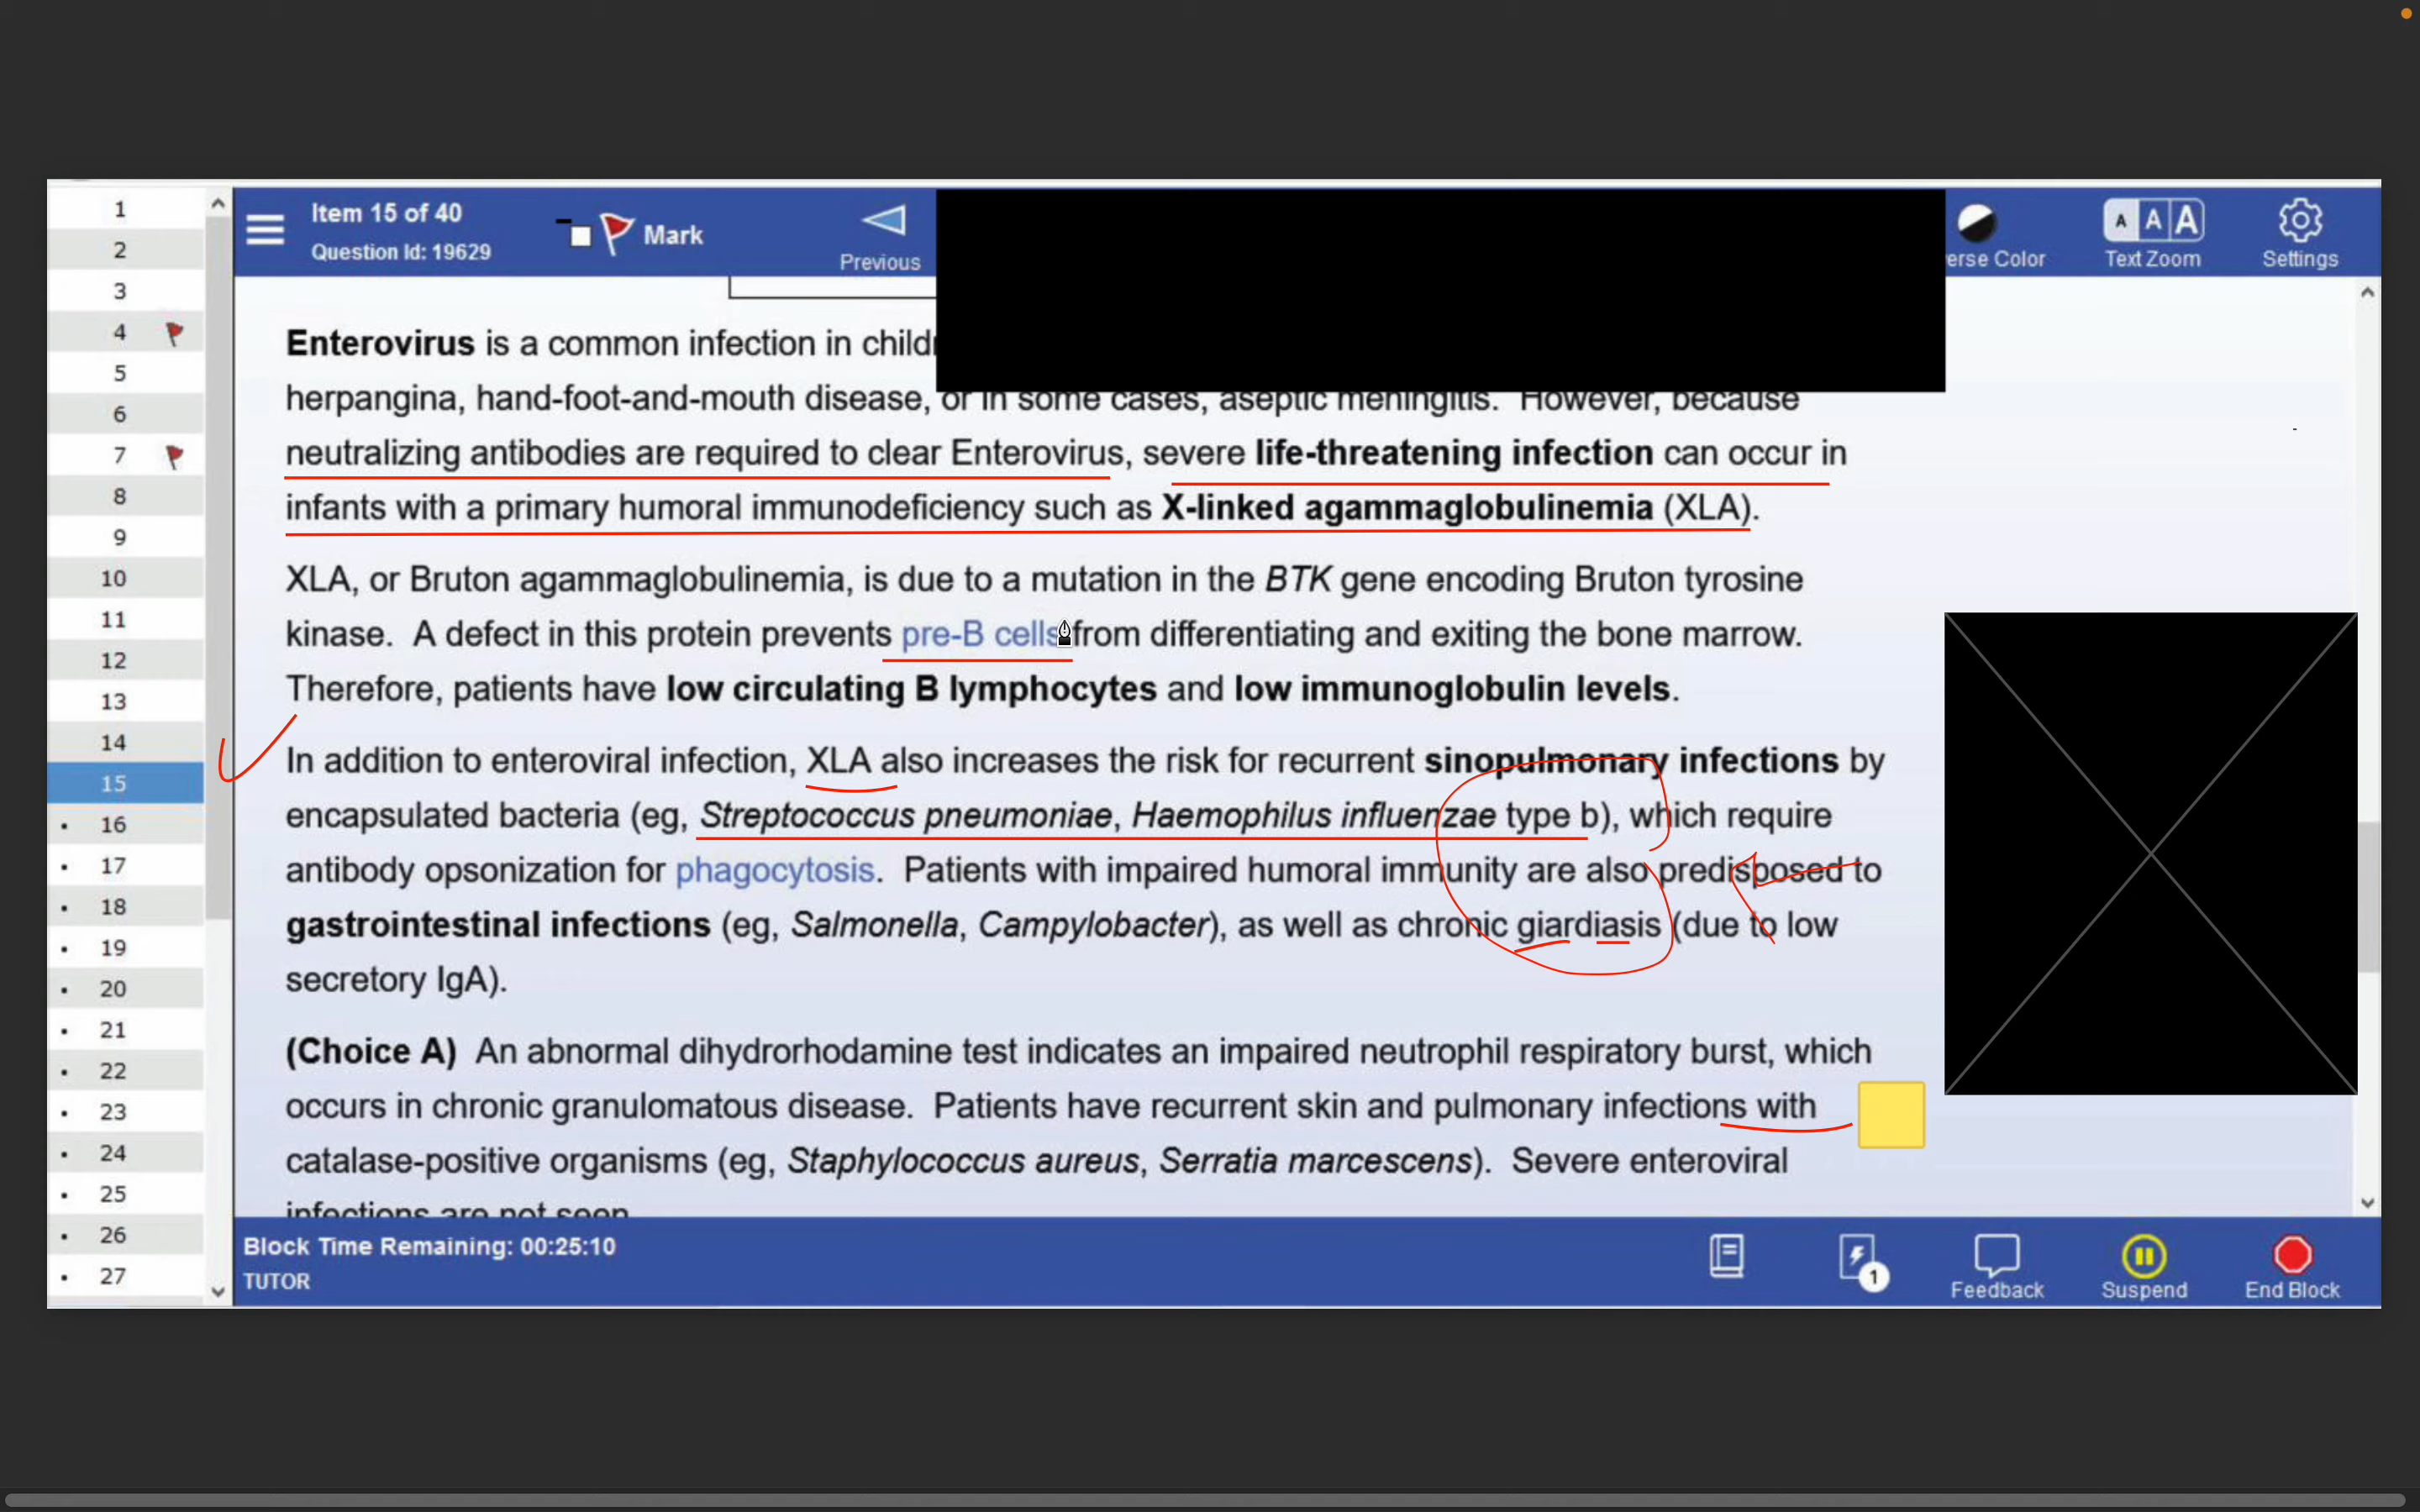 1
2
3
4
5
6
7
8
9
10
11
12
13
14
15
16
17
18
19
20
21
22
23
24
25
26
27
Item 15 of 40
Question Id: 19629
Mark
Previous
erse Color
A A A
Text Zoom
Settings
Enterovirus is a common infection in
herpangina, hand-foot-and-mouth disease, or in some cases, aseptic meningitis. However, because
neutralizing antibodies are required to clear Enterovirus, severe life-threatening infection can occur in
infants with a primary humoral immunodeficiency such as X-linked agammaglobulinemia (XLA).
XLA, or Bruton agammaglobulinemia, is due to a mutation in the BTK gene encoding Bruton tyrosine
kinase. A defect in this protein prevents pre-B cells from differentiating and exiting the bone marrow.
Therefore, patients have low circulating B lymphocytes and low immunoglobulin levels.
In addition to enteroviral infection, XLA also increases the risk for recurrent sinopulmonary infections by
encapsulated bacteria (eg, Streptococcus pneumoniae, Haemophilus influenzae type b), which require
antibody opsonization for phagocytosis. Patients with impaired humoral immunity are also predisposed to
gastrointestinal infections (eg, Salmonella, Campylobacter), as well as chronic giardiasis (due to low
secretory IgA).
(Choice A) An abnormal dihydrorhodamine test indicates an impaired neutrophil respiratory burst, which
occurs in chronic granulomatous disease. Patients have recurrent skin and pulmonary infections with
catalase-positive organisms (eg, Staphylococcus aureus, Serratia marcescens). Severe enteroviral
infections are not seen
Block Time Remaining: 00:25:10
TUTOR
1
Feedback
Suspend
End Block